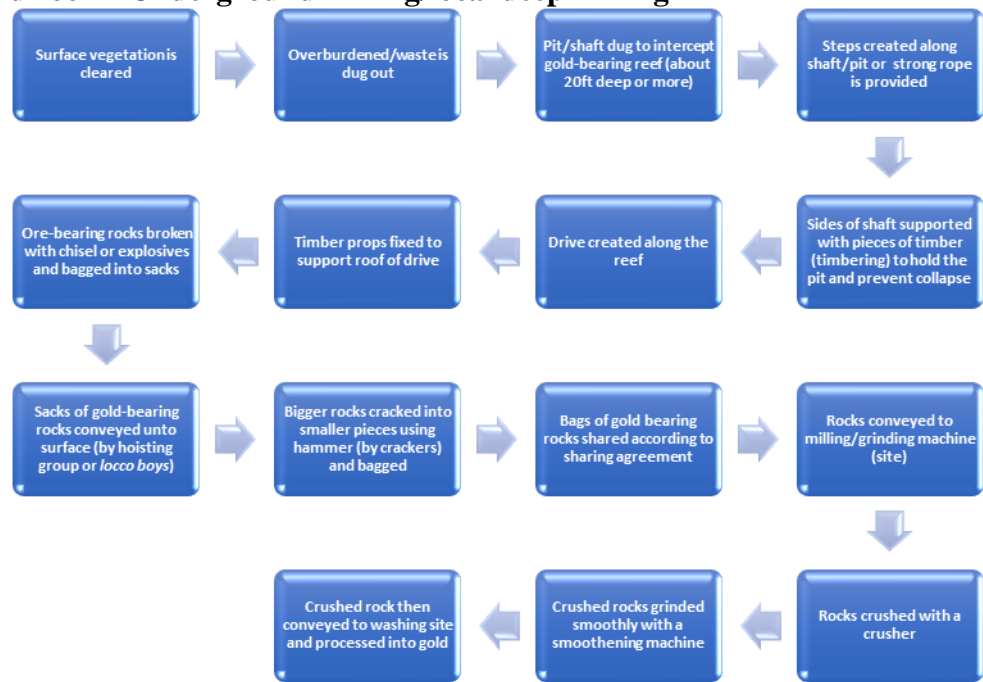 Surface vegetation is
cleared
Overburdened/waste is
dug out
Pit/shaft dug to intercept
gold-bearing reef (about
20ft deep or more)
Steps created along
shaft/pit or strong rope
is provided
Sides of shaft supported
with pieces of timber
(timbering) to hold the
pit and prevent collapse
Drive created along the
reef
Timber props fixed to
support roof of drive
Ore-bearing rocks broken
with chisel or explosives
and bagged into sacks
Sacks of gold-bearing
rocks conveyed unto
surface (by hoisting
group or locco boys)
Bigger rocks cracked into
smaller pieces using
hammer (by crackers)
and bagged
Bags of gold bearing
rocks shared according to
sharing agreement
Rocks conveyed to
milling/grinding machine
(site)
Rocks crushed with a
crusher
Crushed rocks grinded
smoothly with a
smoothening machine
Crushed rock then
conveyed to washing site
and processed into gold